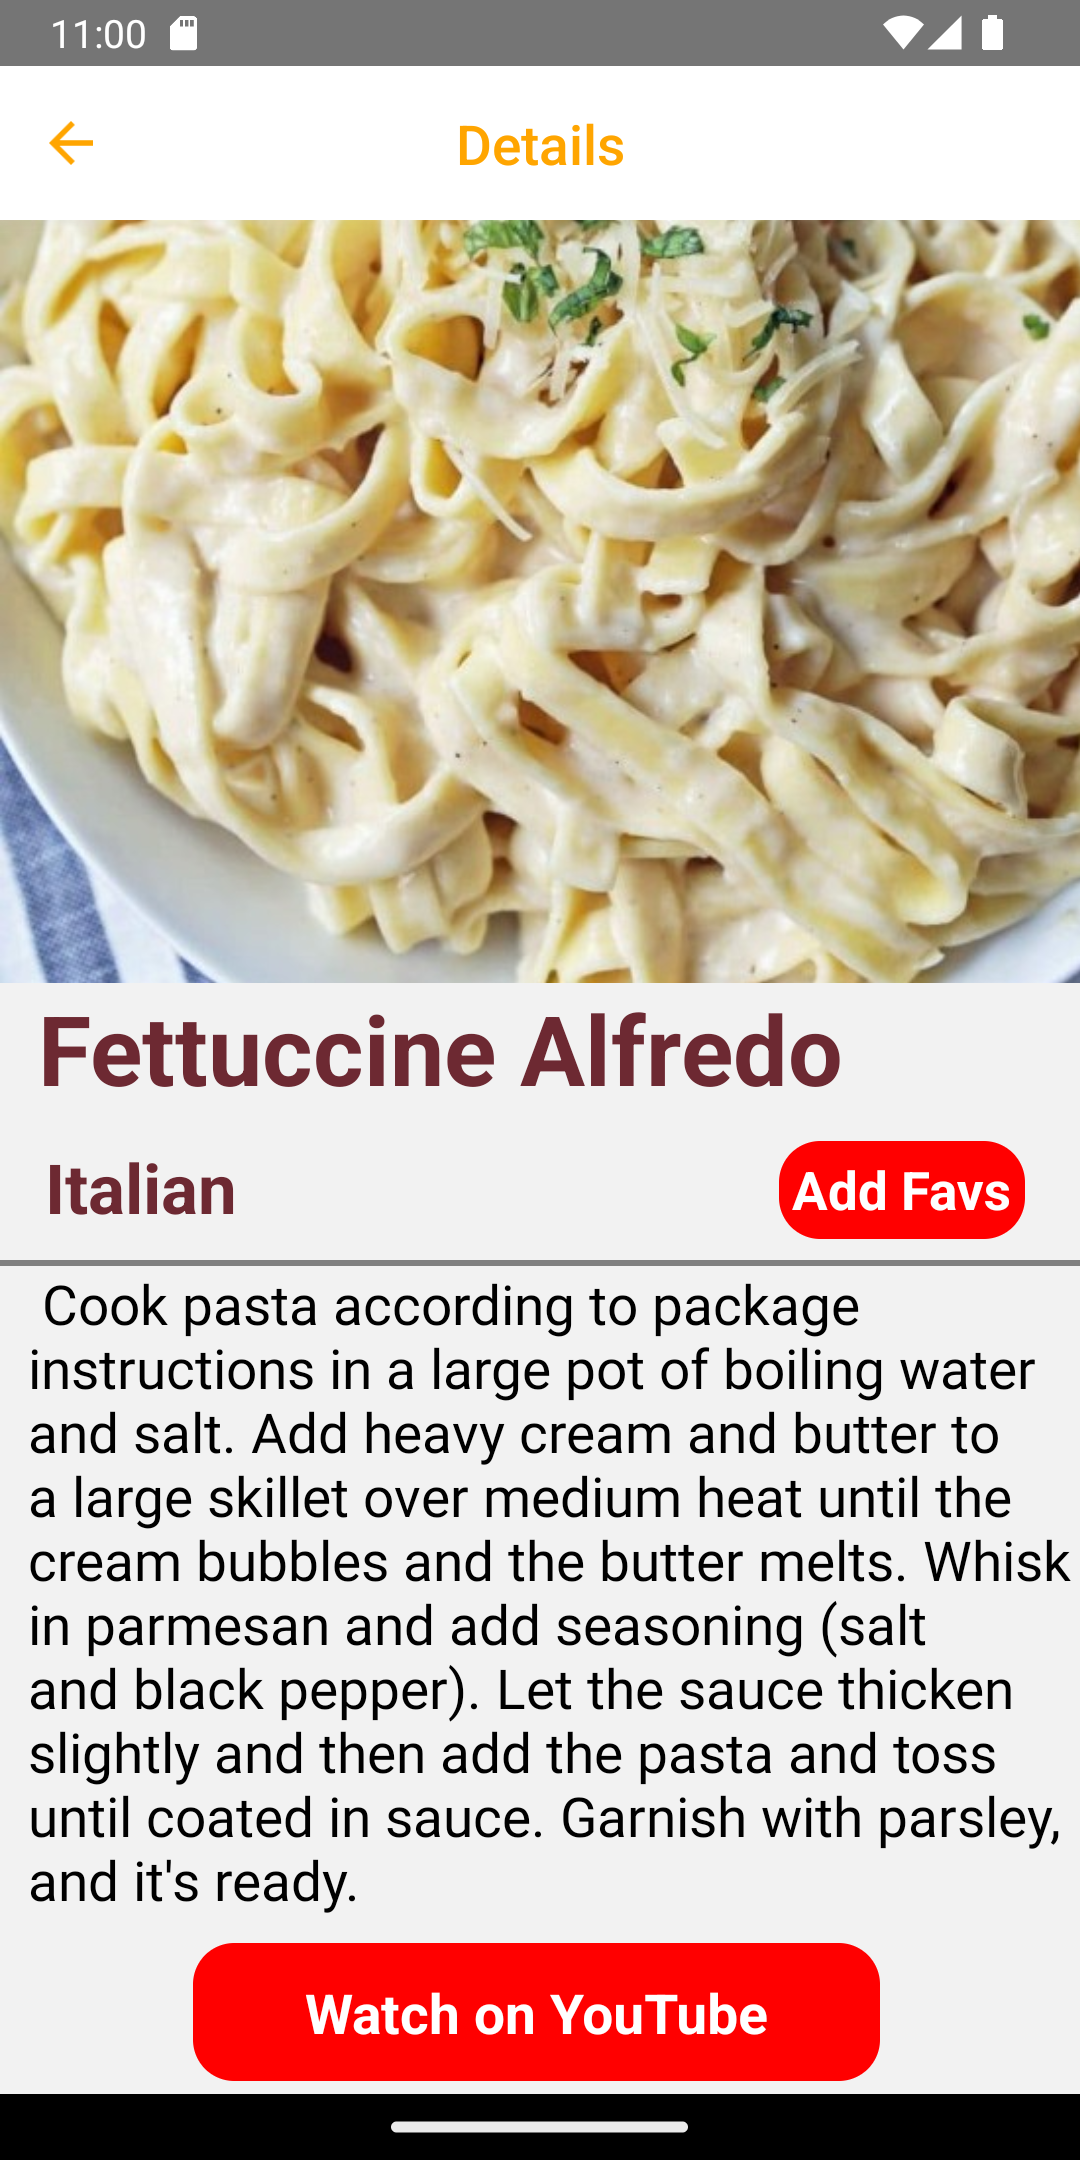 11:00
Details
Fettuccine Alfredo
Italian
Add Favs
Cook pasta according to package
instructions in a large pot of boiling water
and salt. Add heavy cream and butter to
a large skillet over medium heat until the
cream bubbles and the butter melts. Whisk
in parmesan and add seasoning (salt
and black pepper). Let the sauce thicken
slightly and then add the pasta and toss
until coated in sauce. Garnish with parsley,
and it's ready.
Watch on YouTube